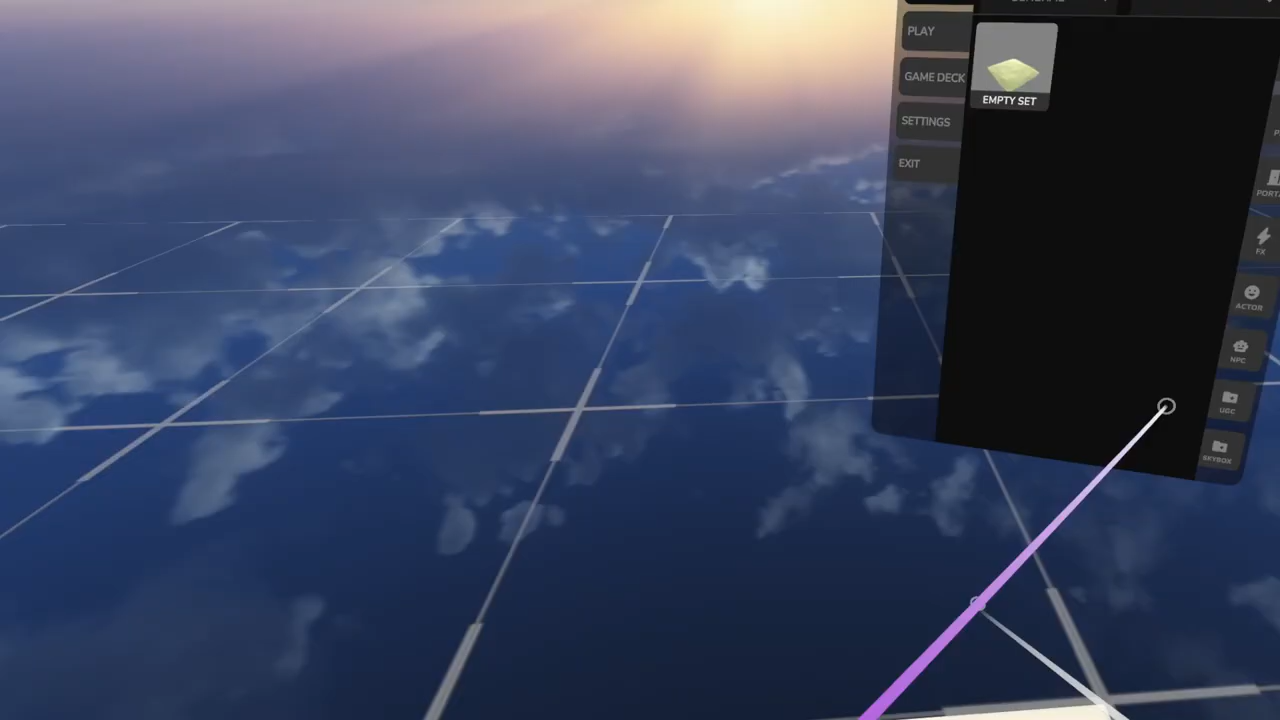 PLAY
GAME DECK
SETTINGS
EXIT
EMPTY SET
FX
ACTOR
NPC
UGC
SKYBOX